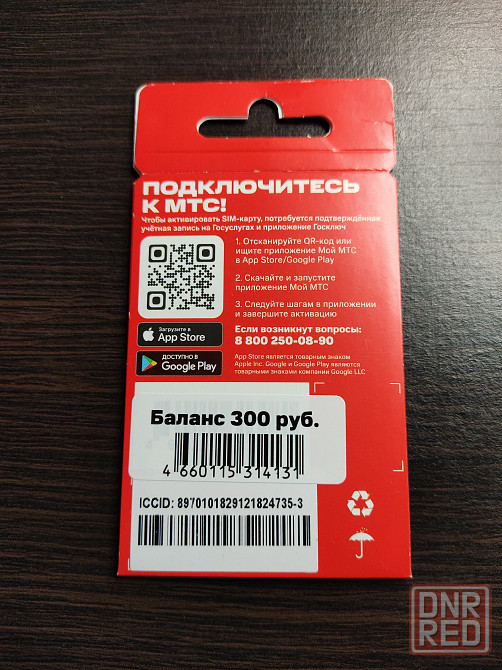 ПОДКЛЮЧИТЕСЬ
К МТС!
Чтобы активировать SIM-карту, потребуется подтверждённая
учётная запись на Госуслугах и приложение Госключ
1. Отсканируйте QR-код или
ищите приложение Мой МТС
в App Store/Google Play
2. Скачайте и запустите
приложение Мой МТС
3. Следуйте шагам в приложении
и завершите активацию
Загрузите в
App Store
Если возникнут вопросы:
8 800 250-08-90
ДОСТУПНО В
Google Play
App Store является товарным знаком
Apple Inc. Google и Google Play являются
товарными знаками компании Google LLC
Баланс 300 руб.
4 660115 314131
ICCID: 8970101829121824735-3
DNR
RED